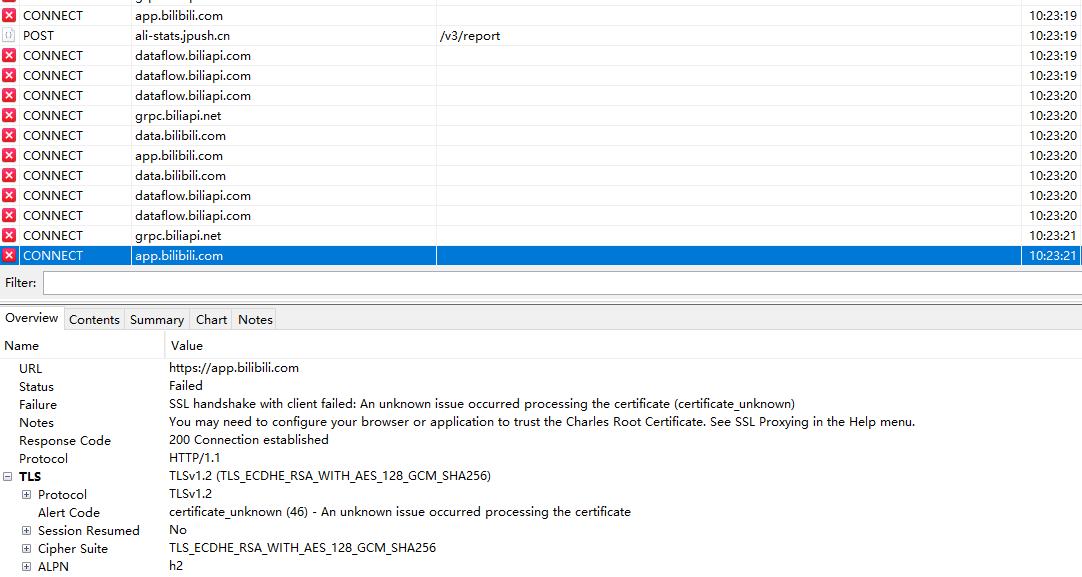 CONNECT app.bilibili.com 10:23:19
POST ali-stats.jpush.cn /v3/report 10:23:19
CONNECT dataflow.biliapi.com 10:23:19
CONNECT dataflow.biliapi.com 10:23:19
CONNECT dataflow.biliapi.com 10:23:20
CONNECT grpc.biliapi.net 10:23:20
CONNECT data.bilibili.com 10:23:20
CONNECT app.bilibili.com 10:23:20
CONNECT data.bilibili.com 10:23:20
CONNECT dataflow.biliapi.com 10:23:20
CONNECT dataflow.biliapi.com 10:23:20
CONNECT grpc.biliapi.net 10:23:21
CONNECT app.bilibili.com 10:23:21
Filter:
Overview Contents Summary Chart Notes
Name Value
URL https://app.bilibili.com
Status Failed
Failure SSL handshake with client failed: An unknown issue occurred processing the certificate (certificate_unknown)
Notes You may need to configure your browser or application to trust the Charles Root Certificate. See SSL Proxying in the Help menu.
Response Code 200 Connection established
Protocol HTTP/1.1
TLS TLSv1.2 (TLS_ECDHE_RSA_WITH_AES_128_GCM_SHA256)
Protocol TLSv1.2
Alert Code certificate_unknown (46) - An unknown issue occurred processing the certificate
Session Resumed No
Cipher Suite TLS_ECDHE_RSA_WITH_AES_128_GCM_SHA256
ALPN h2